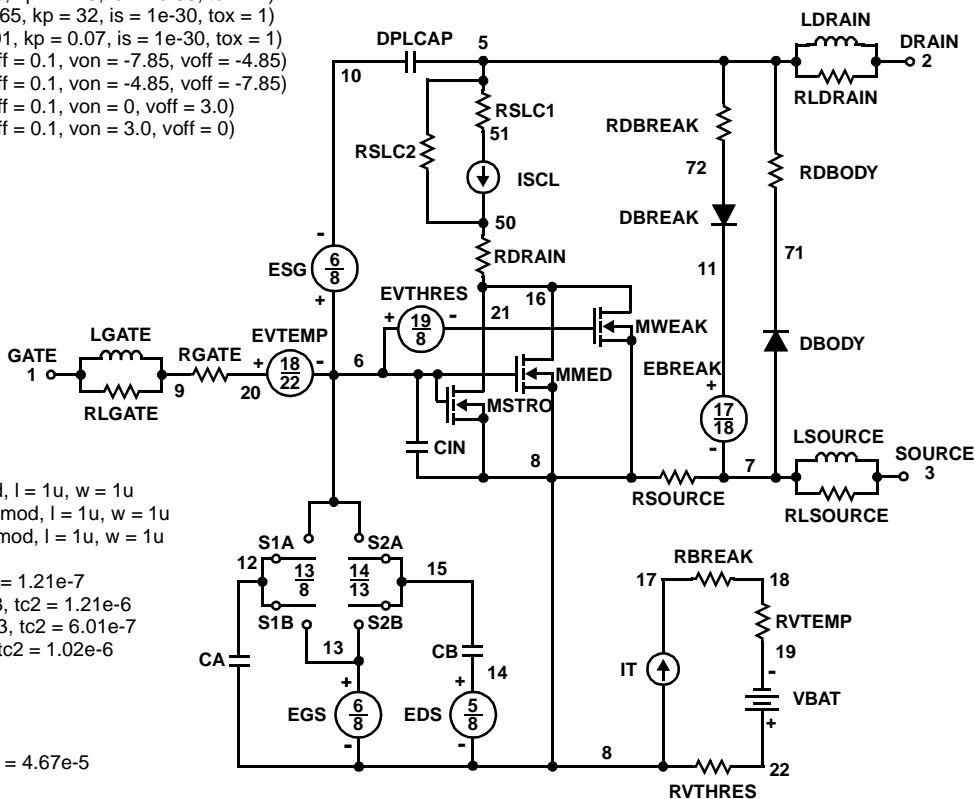 65, kp = 32, is = 1e-30, tox = 1)
01, kp = 0.07, is = 1e-30, tox = 1)
ff = 0.1, von = -7.85, voff = -4.85)
ff = 0.1, von = -4.85, voff = -7.85)
ff = 0.1, von = 0, voff = 3.0)
ff = 0.1, von = 3.0, voff = 0)
DPLCAP
5
10
LDRAIN
DRAIN
2
RLDRAIN
RSLC1
51
RSLC2
ISCL
RDBREAK
72
RDBODY
DBREAK
50
RDRAIN
71
11
ESG
6
8
-
+
EVTHRES
+
19
8
-
16
21
MWEAK
LGATE
GATE
1
RLGATE
9
RGATE
EVTEMP
20
+
18
22
-
6
MMED
MSTRO
DBODY
EBREAK
+
17
18
-
CIN
8
RSOURCE
7
LSOURCE
SOURCE
3
RLSOURCE
d, l = 1u, w = 1u
mod, l = 1u, w = 1u
mod, l = 1u, w = 1u
= 1.21e-7
3, tc2 = 1.21e-6
3, tc2 = 6.01e-7
tc2 = 1.02e-6
= 4.67e-5
S1A
S2A
12
13
8
14
13
15
S1B
S2B
13
CA
CB
14
EGS
+
6
8
-
EDS
+
5
8
-
8
17
RBREAK
18
RVTEMP
19
IT
-
VBAT
+
22
RVTHRES